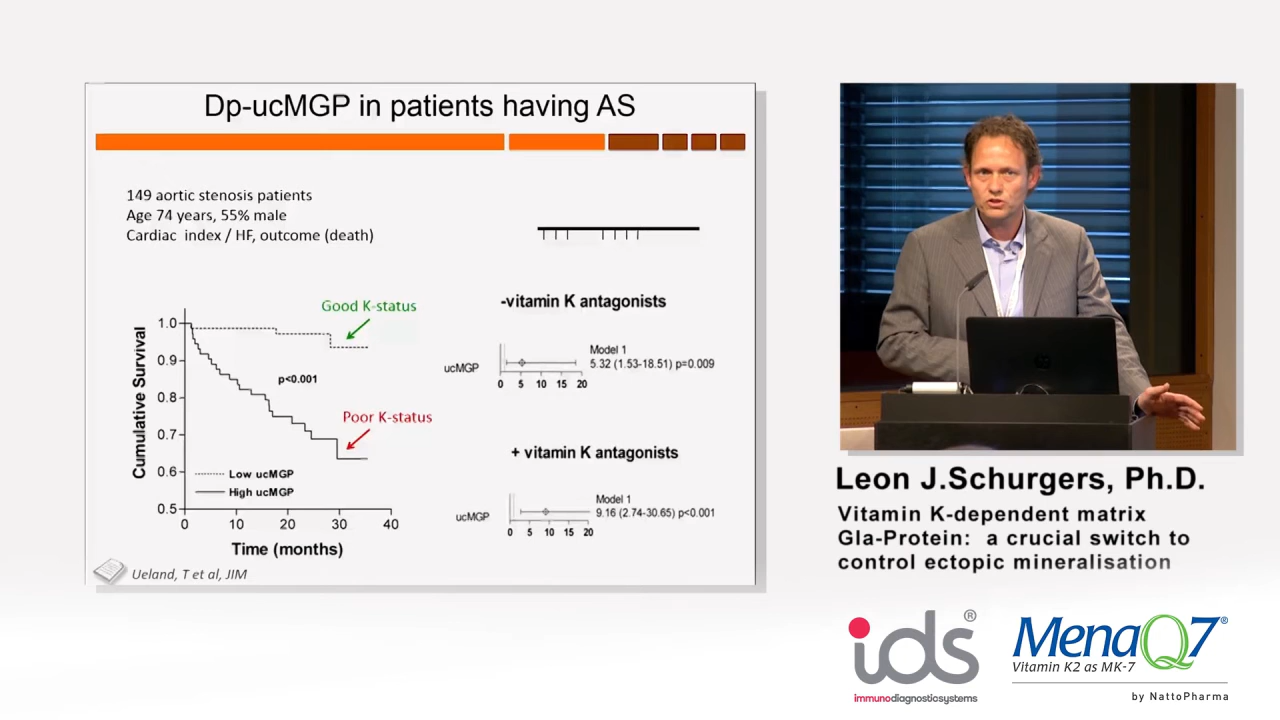 Dp-ucMGP in patients having AS
149 aortic stenosis patients
Age 74 years, 55% male
Cardiac index / HF, outcome (death)
Good K-status
1.0
0.9
0.8
0.7
0.6
0.5
Cumulative Survival
p<0.001
Poor K-status
Low ucMGP
High ucMGP
0 10 20 30 40
Time (months)
-vitamin K antagonists
Model 1
5.32 (1.53-18.51) p=0.009
ucMGP
0 5 10 15 20
+ vitamin K antagonists
Model 1
9.16 (2.74-30.65) p<0.001
ucMGP
0 5 10 15 20
Ueland, T et al, JIM
Leon J.Schurgers, Ph.D.
Vitamin K-dependent matrix
Gla-Protein: a crucial switch to
control ectopic mineralisation
ids®
immunodiagnosticsystems
MenaQ7®
Vitamin K2 as MK-7
by NattoPharma